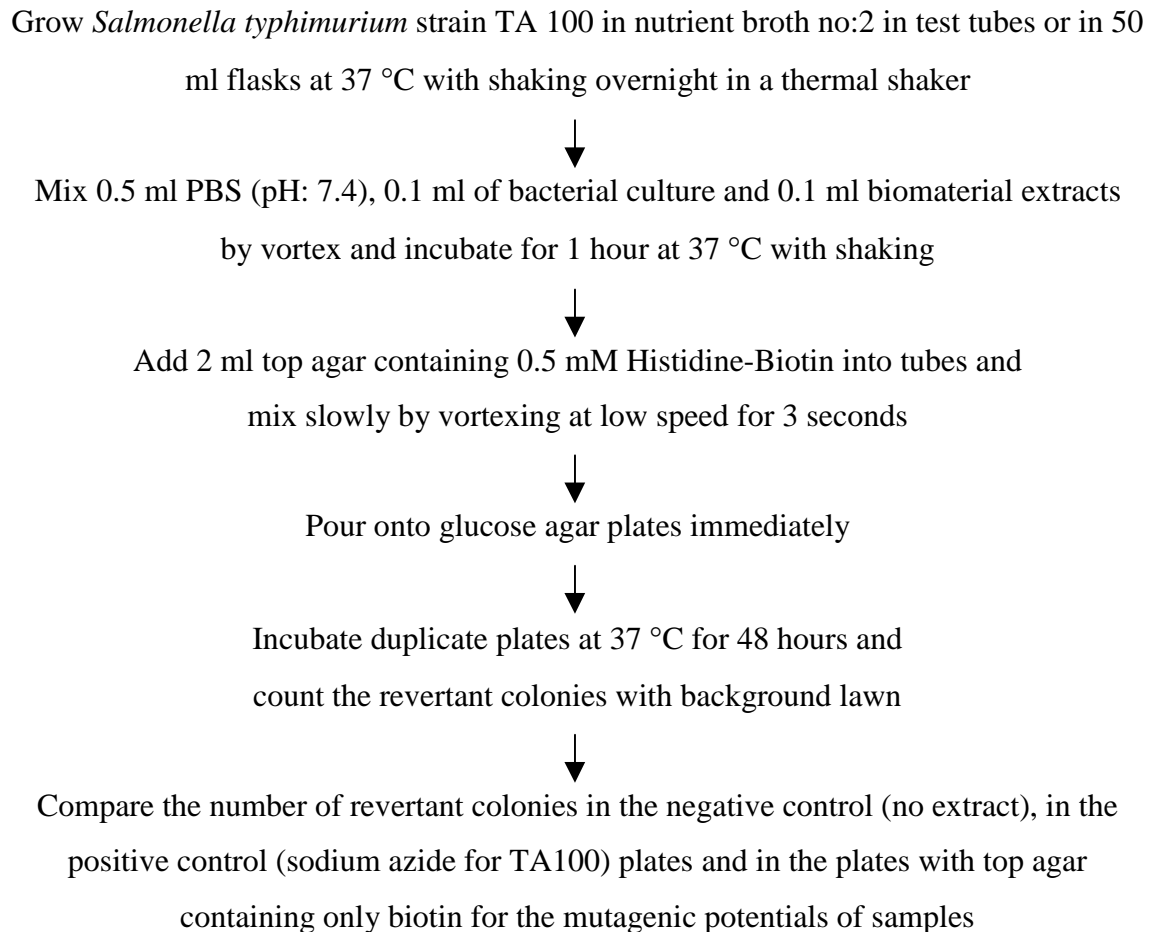 Grow Salmonella typhimurium strain TA 100 in nutrient broth no:2 in test tubes or in 50
ml flasks at 37 °C with shaking overnight in a thermal shaker
Mix 0.5 ml PBS (pH: 7.4), 0.1 ml of bacterial culture and 0.1 ml biomaterial extracts
by vortex and incubate for 1 hour at 37 °C with shaking
Add 2 ml top agar containing 0.5 mM Histidine-Biotin into tubes and
mix slowly by vortexing at low speed for 3 seconds
Pour onto glucose agar plates immediately
Incubate duplicate plates at 37 °C for 48 hours and
count the revertant colonies with background lawn
Compare the number of revertant colonies in the negative control (no extract), in the
positive control (sodium azide for TA100) plates and in the plates with top agar
containing only biotin for the mutagenic potentials of samples